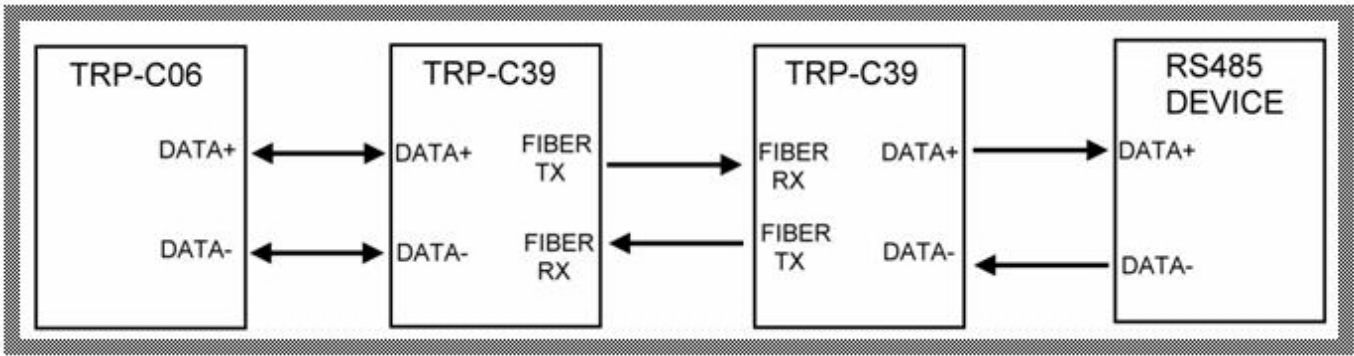 TRP-C06
DATA+
DATA-
TRP-C39
DATA+
FIBER
TX
DATA-
FIBER
RX
TRP-C39
FIBER
RX
DATA+
FIBER
TX
DATA-
RS485
DEVICE
DATA+
DATA-